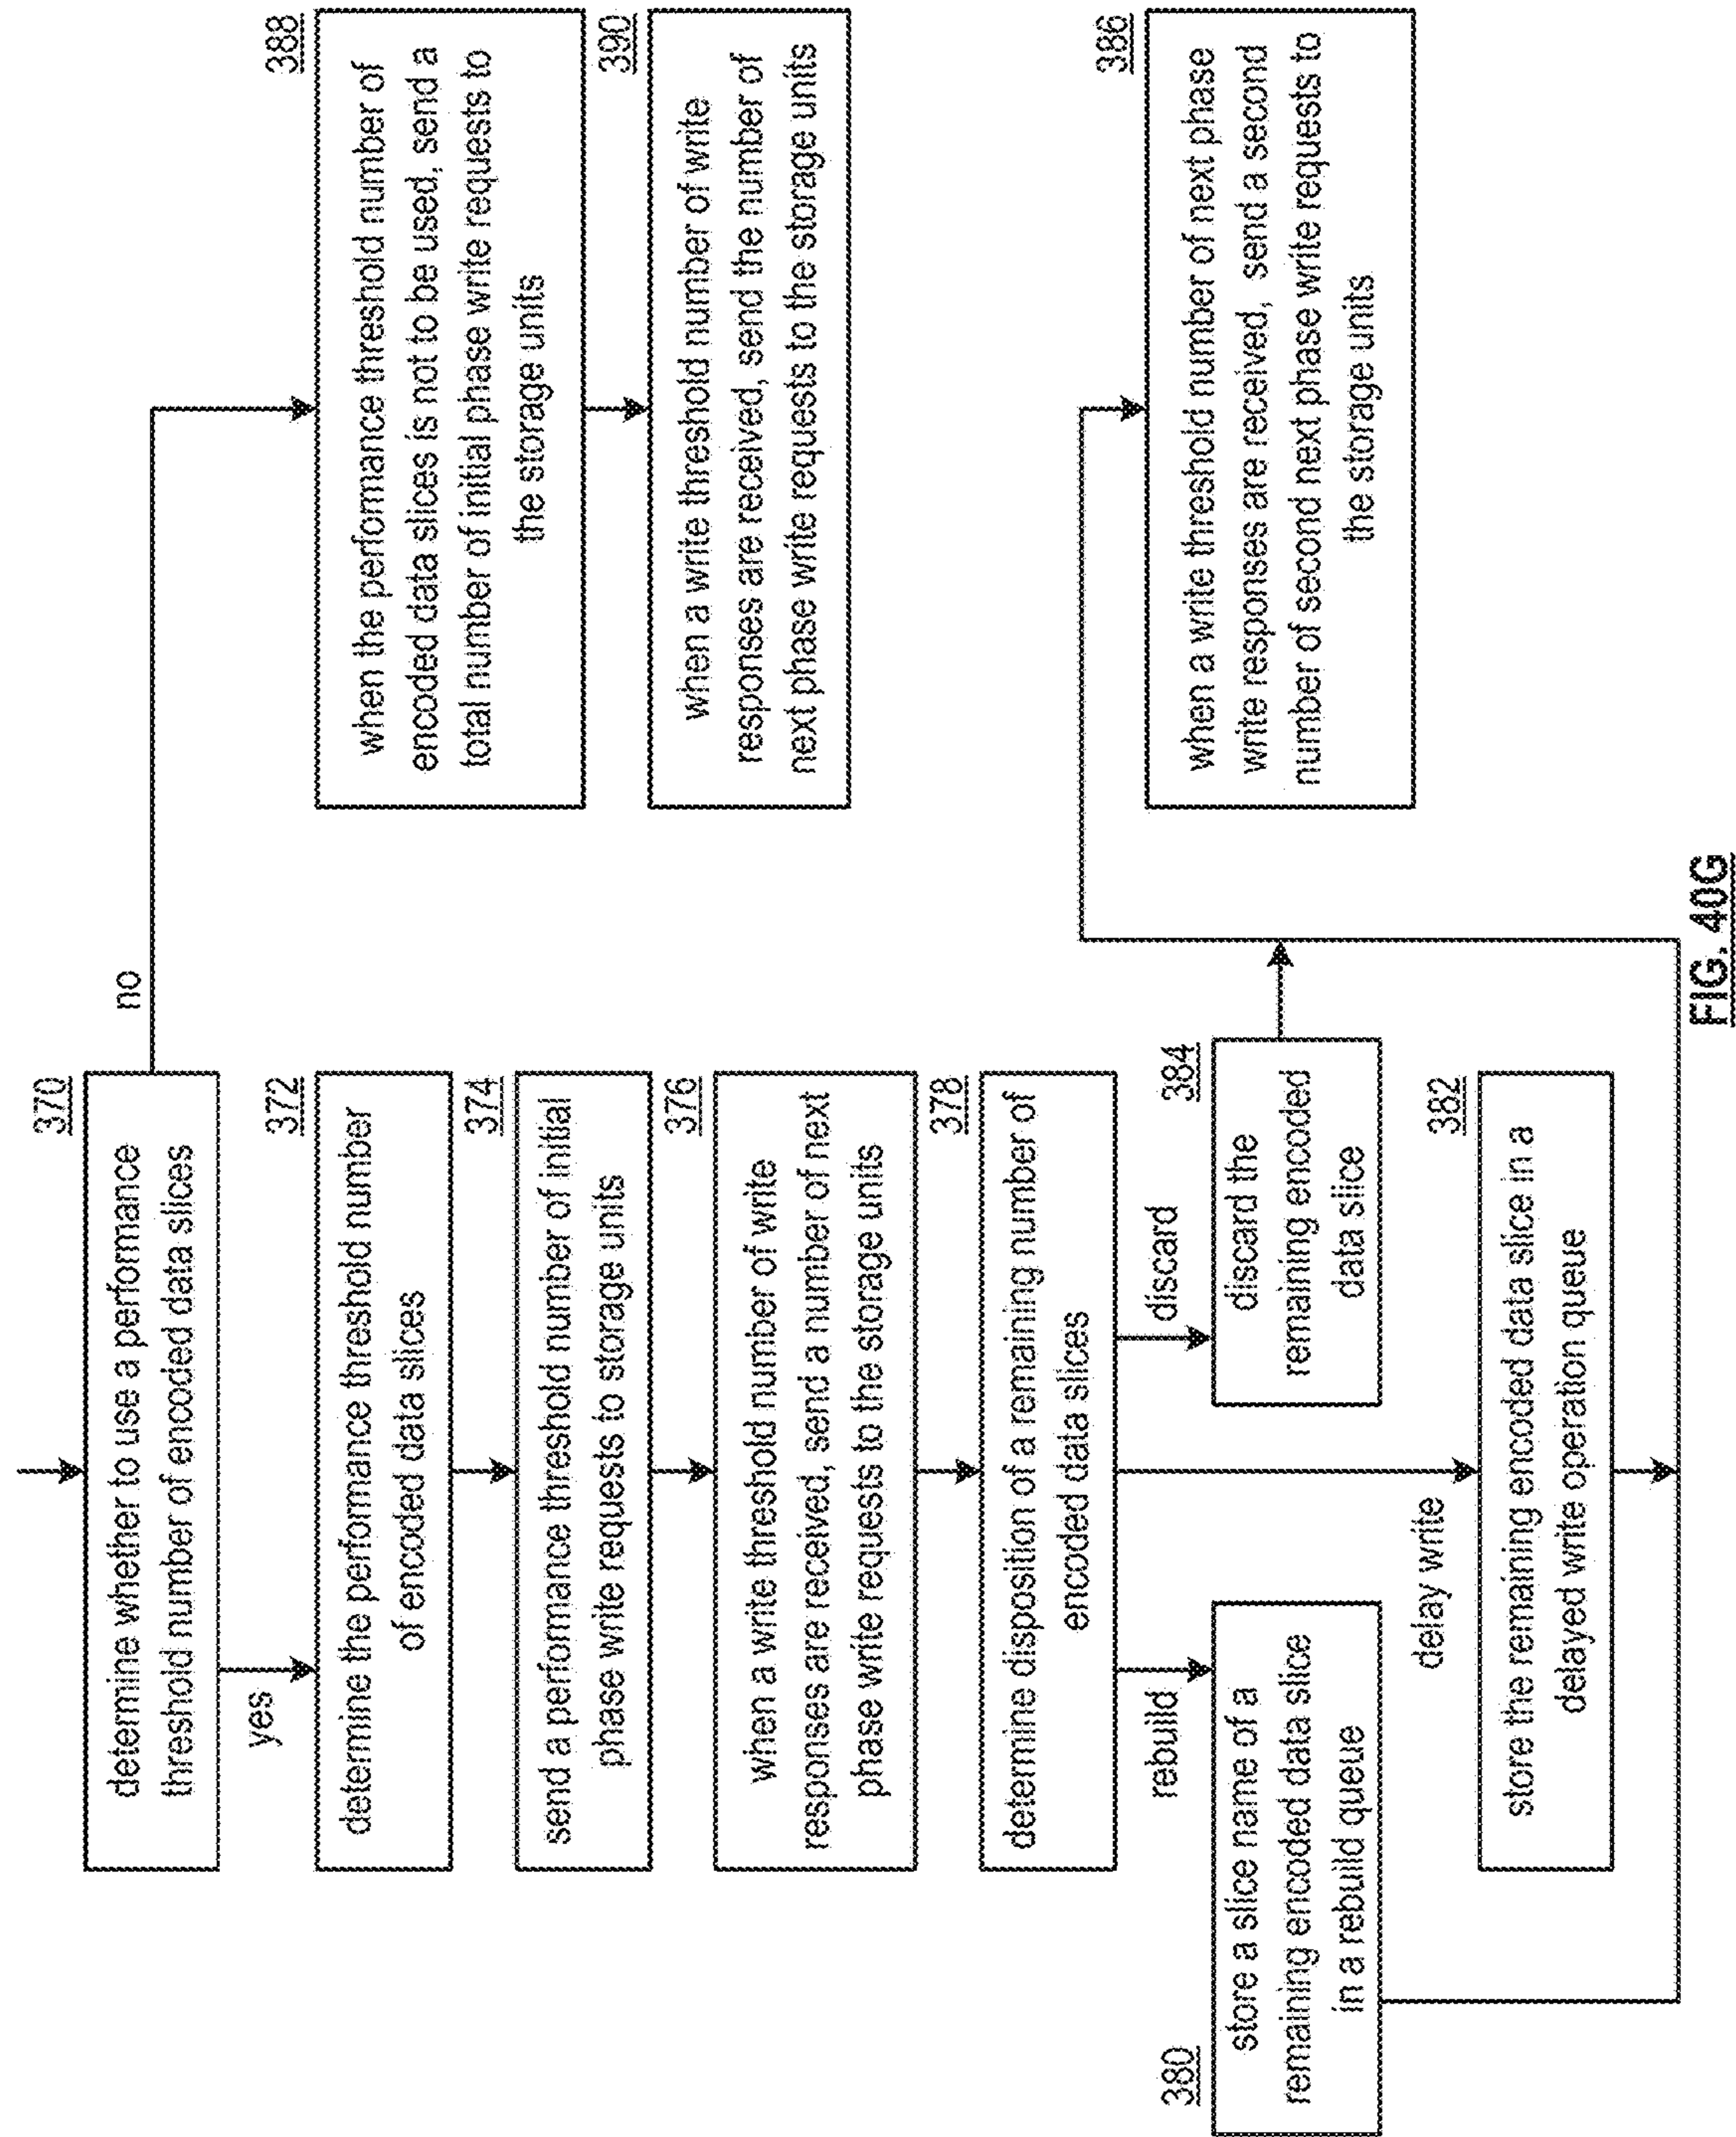 370
determine whether to use a performance
threshold number of encoded data slices
no
yes
388
when the performance threshold number of
encoded data slices is not to be used, send a
total number of initial phase write requests to
the storage units
372
determine the performance threshold number
of encoded data slices
374
send a performance threshold number of initial
phase write requests to storage units
390
when a write threshold number of write
responses are received, send the number of
next phase write requests to the storage units
376
when a write threshold number of write
responses are received, send a number of next
phase write requests to the storage units
378
determine disposition of a remaining number of
encoded data slices
rebuild
discard
delay write
380
store a slice name of a
remaining encoded data slice
in a rebuild queue
384
discard the
remaining encoded
data slice
386
when a write threshold number of next phase
write responses are received, send a second
number of second next phase write requests to
the storage units
382
store the remaining encoded data slice in a
delayed write operation queue
FIG. 40G